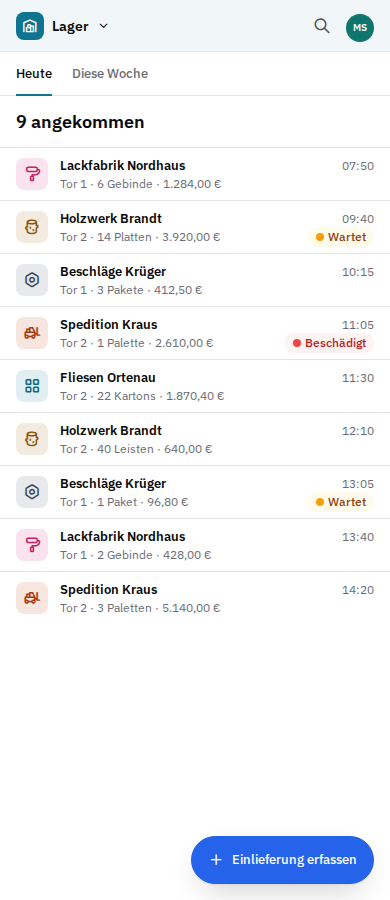 Lager
MS
Heute
Diese Woche
9 angekommen
Lackfabrik Nordhaus
07:50
Tor 1 · 6 Gebinde · 1.284,00 €
Holzwerk Brandt
09:40
Tor 2 · 14 Platten · 3.920,00 €
Wartet
Beschläge Krüger
10:15
Tor 1 · 3 Pakete · 412,50 €
Spedition Kraus
11:05
Tor 2 · 1 Palette · 2.610,00 €
Beschädigt
Fliesen Ortenau
11:30
Tor 2 · 22 Kartons · 1.870,40 €
Holzwerk Brandt
12:10
Tor 2 · 40 Leisten · 640,00 €
Beschläge Krüger
13:05
Tor 1 · 1 Paket · 96,80 €
Wartet
Lackfabrik Nordhaus
13:40
Tor 1 · 2 Gebinde · 428,00 €
Spedition Kraus
14:20
Tor 2 · 3 Paletten · 5.140,00 €
Einlieferung erfassen